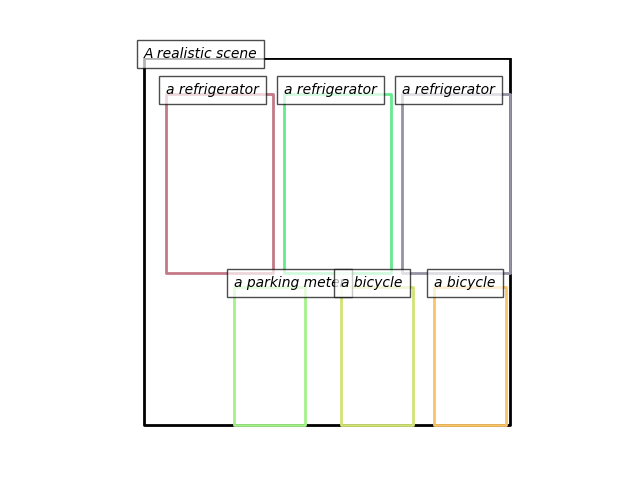 A realistic scene
a refrigerator
a refrigerator
a refrigerator
a parking mete
a bicycle
a bicycle